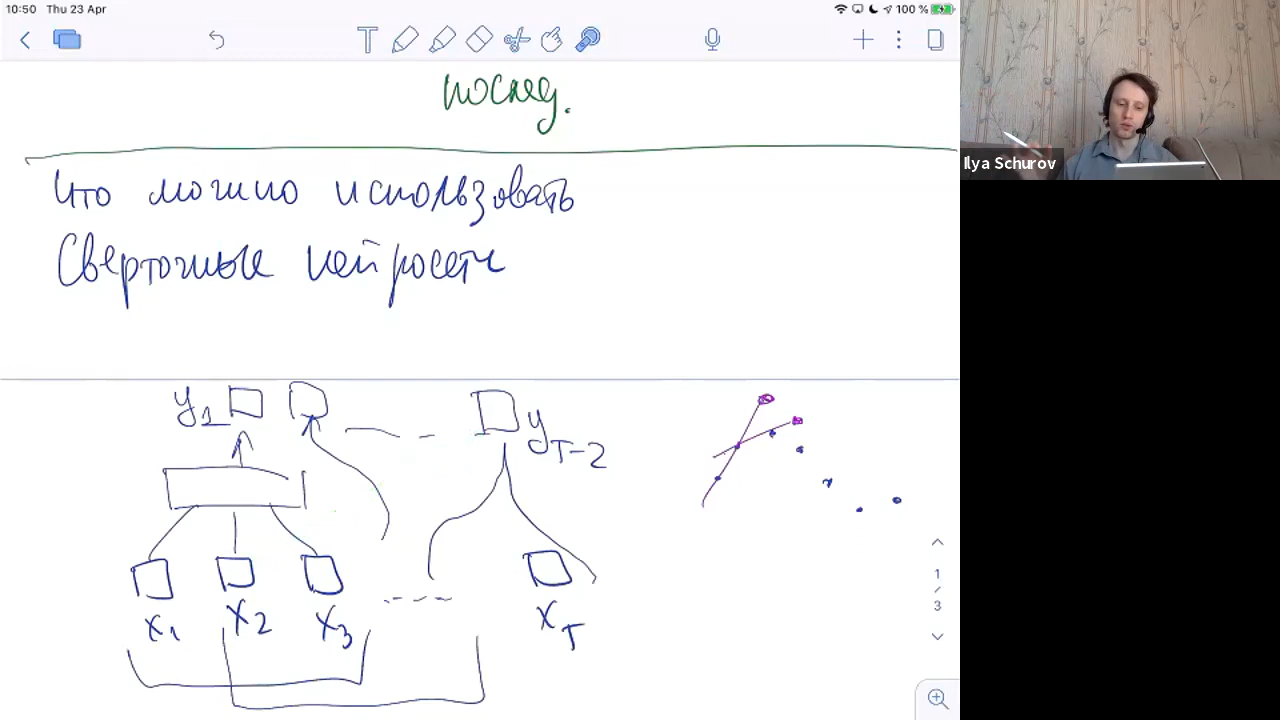 10:50 Thu 23 Apr
100 %
Ilya Schurov
послед.
Что можно использовать
Сверточные нейросети
y1
yT-2
x1 x2 x3 xT
1
/
3